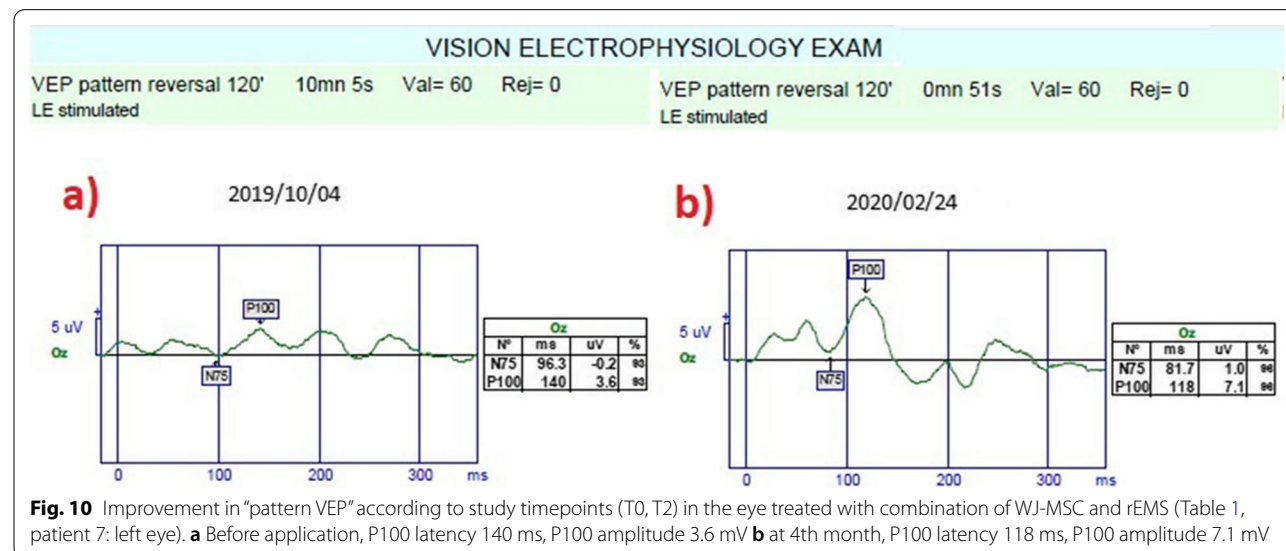 VISION ELECTROPHYSIOLOGY EXAM
VEP pattern reversal 120' 10mn 5s Val= 60 Rej= 0
LE stimulated
VEP pattern reversal 120' 0mn 51s Val= 60 Rej= 0
LE stimulated
a)
2019/10/04
P100
+
5 uV
Oz
N75
0 100 200 300 ms
Oz
N° ms uV %
N75 96.3 -0.2 93
P100 140 3.6 93
b)
2020/02/24
P100
+
5 uV
Oz
N75
0 100 200 300 ms
Oz
N° ms uV %
N75 81.7 1.0 96
P100 118 7.1 96
Fig. 10 Improvement in "pattern VEP" according to study timepoints (T0, T2) in the eye treated with combination of WJ-MSC and rEMS (Table 1,
patient 7: left eye). a Before application, P100 latency 140 ms, P100 amplitude 3.6 mV b at 4th month, P100 latency 118 ms, P100 amplitude 7.1 mV